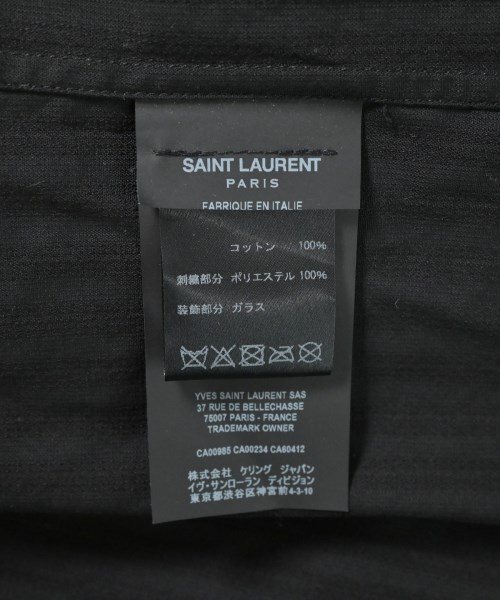 SAINT LAURENT
PARIS
FABRIQUE EN ITALIE
コットン 100%
刺繍部分 ポリエステル 100%
装飾部分 ガラス
YVES SAINT LAURENT SAS
37 RUE DE BELLECHASSE
75007 PARIS - FRANCE
TRADEMARK OWNER
CA00985 CA00234 CA60412
株式会社 ケリング ジャパン
イヴ・サンローラン ディビジョン
東京都渋谷区神宮前4-3-10